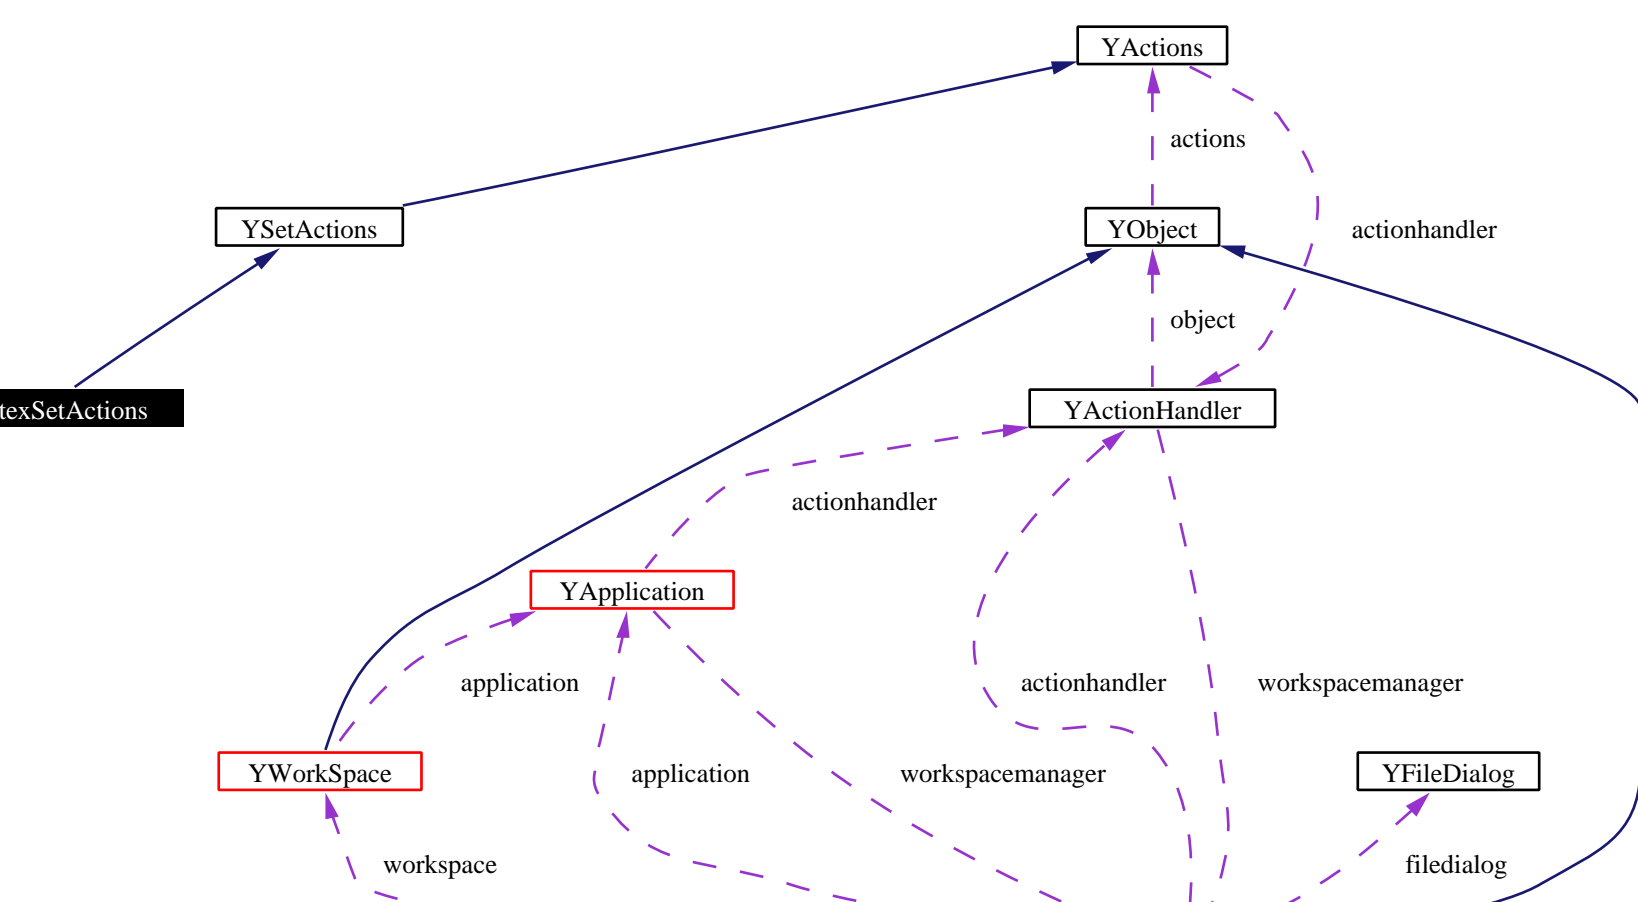 YActions
actions
YSetActions
YObject
actionhandler
object
texSetActions
YActionHandler
actionhandler
YApplication
application
actionhandler
workspacemanager
YWorkSpace
application
workspacemanager
YFileDialog
workspace
filedialog